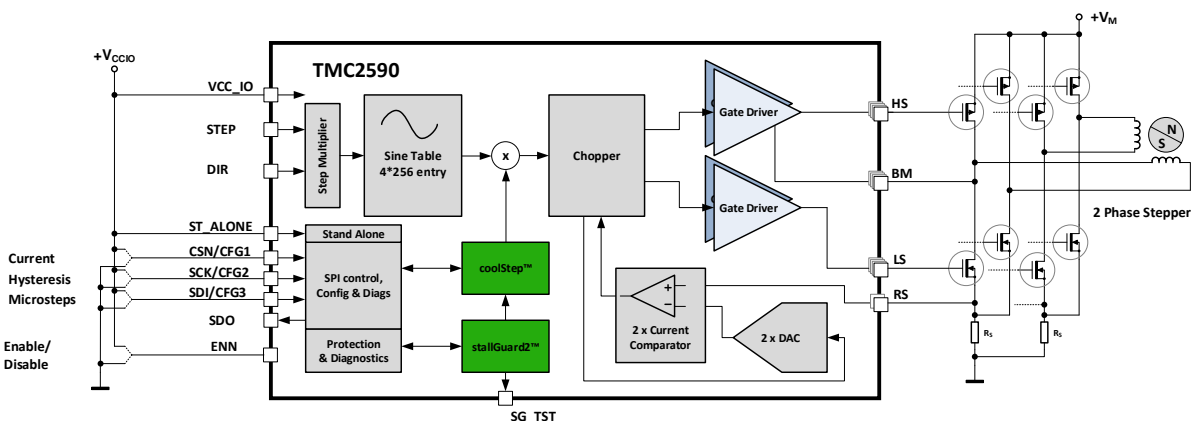 +VM
+VCCIO
TMC2590
VCC_IO
STEP
DIR
Step Multiplier
Sine Table
4*256 entry
x
Chopper
Gate Driver
Gate Driver
HS
BM
LS
RS
N
S
2 Phase Stepper
ST_ALONE
CSN/CFG1
SCK/CFG2
SDI/CFG3
SDO
ENN
Current
Hysteresis
Microsteps
Enable/
Disable
Stand Alone
SPI control,
Config & Diags
Protection
& Diagnostics
coolStep™
stallGuard2™
+
−
2 x Current
Comparator
2 x DAC
RS
RS
SG_TST